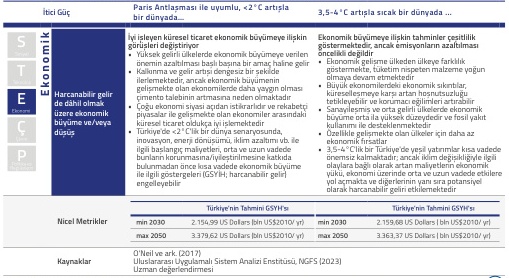 İtici Güç
Paris Antlaşması ile uyumlu, <2°C artışla
bir dünyada...
3,5-4°C artışla sıcak bir dünyada ...
S
T
E
Ekonomi
Ç
P
Ekonomik
Harcanabilir gelir
de dâhil olmak
üzere ekonomik
büyüme ve/veya
düşüş
İyi işleyen küresel ticaret ekonomik büyümeye ilişkin
görüşleri değiştiriyor
• Yüksek gelirli ülkelerde ekonomik büyümeye verilen
önemin azaltılması başlı başına bir amaç haline gelir
• Kalkınma ve gelir artışı dengesiz bir şekilde
ilerlemektedir, ancak ekonomik büyümenin
gelişmekte olan ekonomilerde daha yaygın olması
çimento talebinin artmasına neden olmaktadır
• Çoğu ekonomi siyasi açıdan istikrarlıdır ve rekabetçi
piyasalar ile gelişmekte olan ekonomiler arasındaki
küresel ticaret oldukça iyi işlemektedir
• Türkiye'de <2°C'lik bir dünya senaryosunda,
inovasyon, enerji dönüşümü, iklim azaltımı vb. ile
ilgili başlangıç maliyetleri, orta ve uzun vadede
bunların korunmasına/iyileştirilmesine katkıda
bulunmadan önce kısa vadede ekonomik büyüme
ile ilgili göstergeleri (GSYİH; harcanabilir gelir)
engelleyebilir
Ekonomik büyümeye ilişkin tahminler çeşitlilik
göstermektedir, ancak emisyonların azaltılması
öncelikli değildir
• Ekonomik gelişme ülkeden ülkeye farklılık
göstermekte, tüketim nispeten malzeme yoğun
olmaya devam etmektedir
• Büyük ekonomilerdeki ekonomik sıkıntılar,
küreselleşmeye karşı artan hoşnutsuzluğu
tetikleyebilir ve korumacı eğilimleri artırabilir
• Sanayileşmiş ve orta gelirli ülkelerde ekonomik
büyüme orta ila yüksek düzeydedir ve fosil yakıt
kullanımı ile desteklenmektedir
• Özellikle gelişmekte olan ülkeler için daha az
ekonomik fırsatlar
• 3,5-4°C'lik bir Türkiye'de yeşil yatırımlar kısa vadede
önemsiz kalmaktadır; ancak iklim değişikliğiyle ilgili
olaylara bağlı olarak artan maliyetlerin ekonomik
yükü, ekonomi üzerinde orta ve uzun vadede etkilere
yol açmakta ve diğerlerinin yanı sıra potansiyel
olarak harcanabilir geliri etkilemektedir
Nicel Metrikler
Türkiye'nin Tahmini GSYH'sı
min 2030 2.154,99 US Dollars ( bln US$2010/ yr)
max 2050 3.379,62 US Dollars (bln US$2010/ yr)
Türkiye'nin Tahmini GSYH'sı
min 2030 2.159,68 US Dollars ( bln US$2010/ yr)
max 2050 3.363,37 US Dollars (bln US$2010/ yr)
Kaynaklar
O'Neil ve ark. (2017)
Uluslararası Uygulamalı Sistem Analizi Enstitüsü, NGFS (2023)
Uzman değerlendirmesi